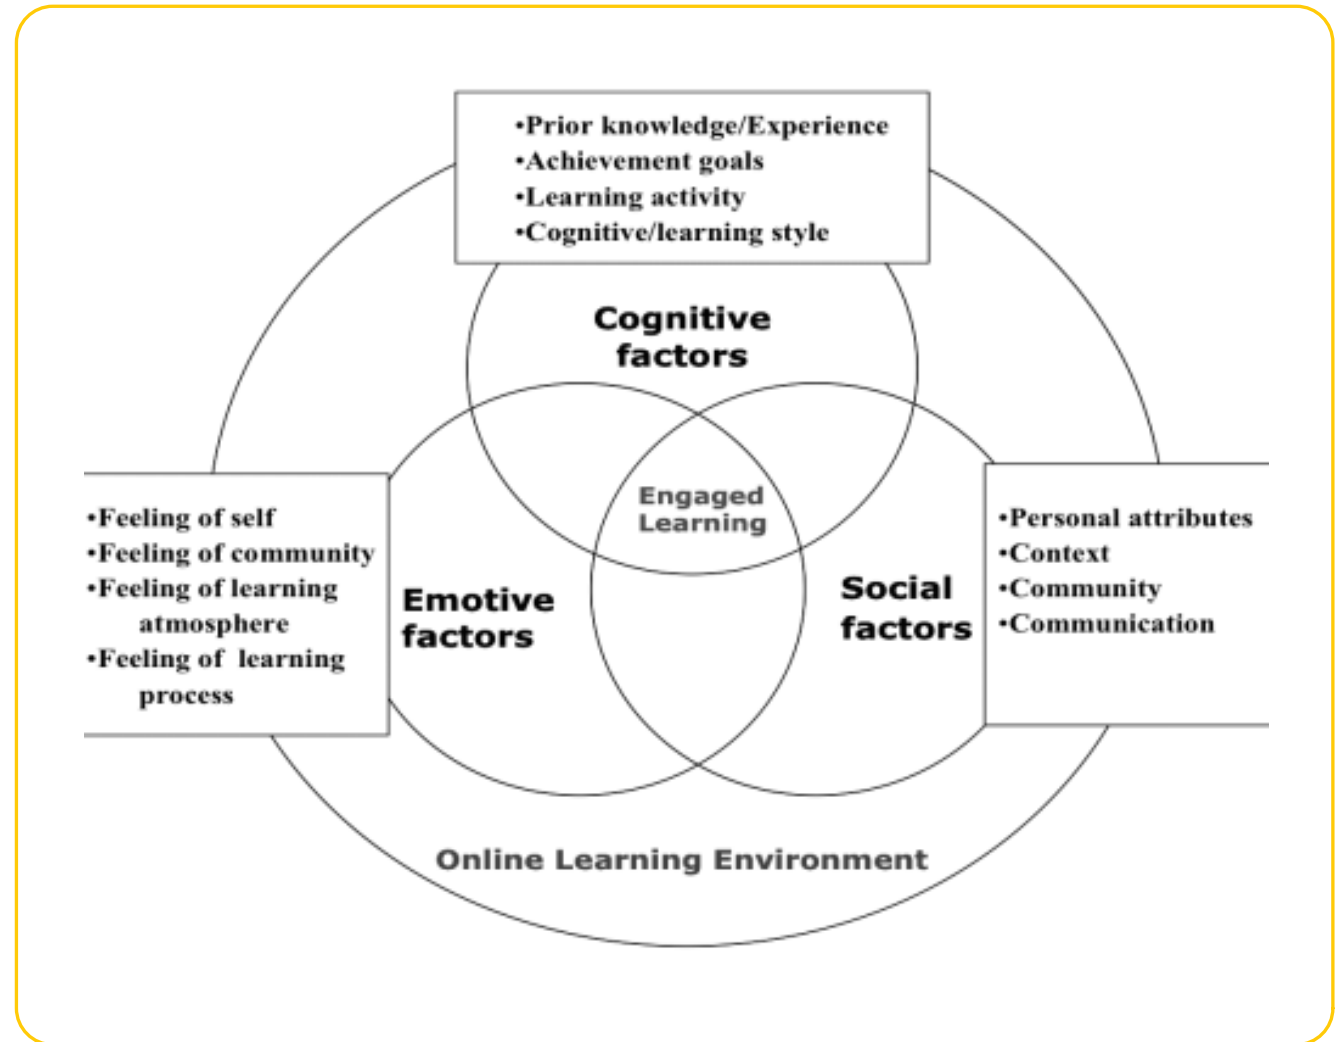 •Prior knowledge/Experience
•Achievement goals
•Learning activity
•Cognitive/learning style
Cognitive
factors
Engaged
Learning
•Feeling of self
•Feeling of community
•Feeling of learning
atmosphere
•Feeling of learning
process
Emotive
factors
Social
factors
•Personal attributes
•Context
•Community
•Communication
Online Learning Environment